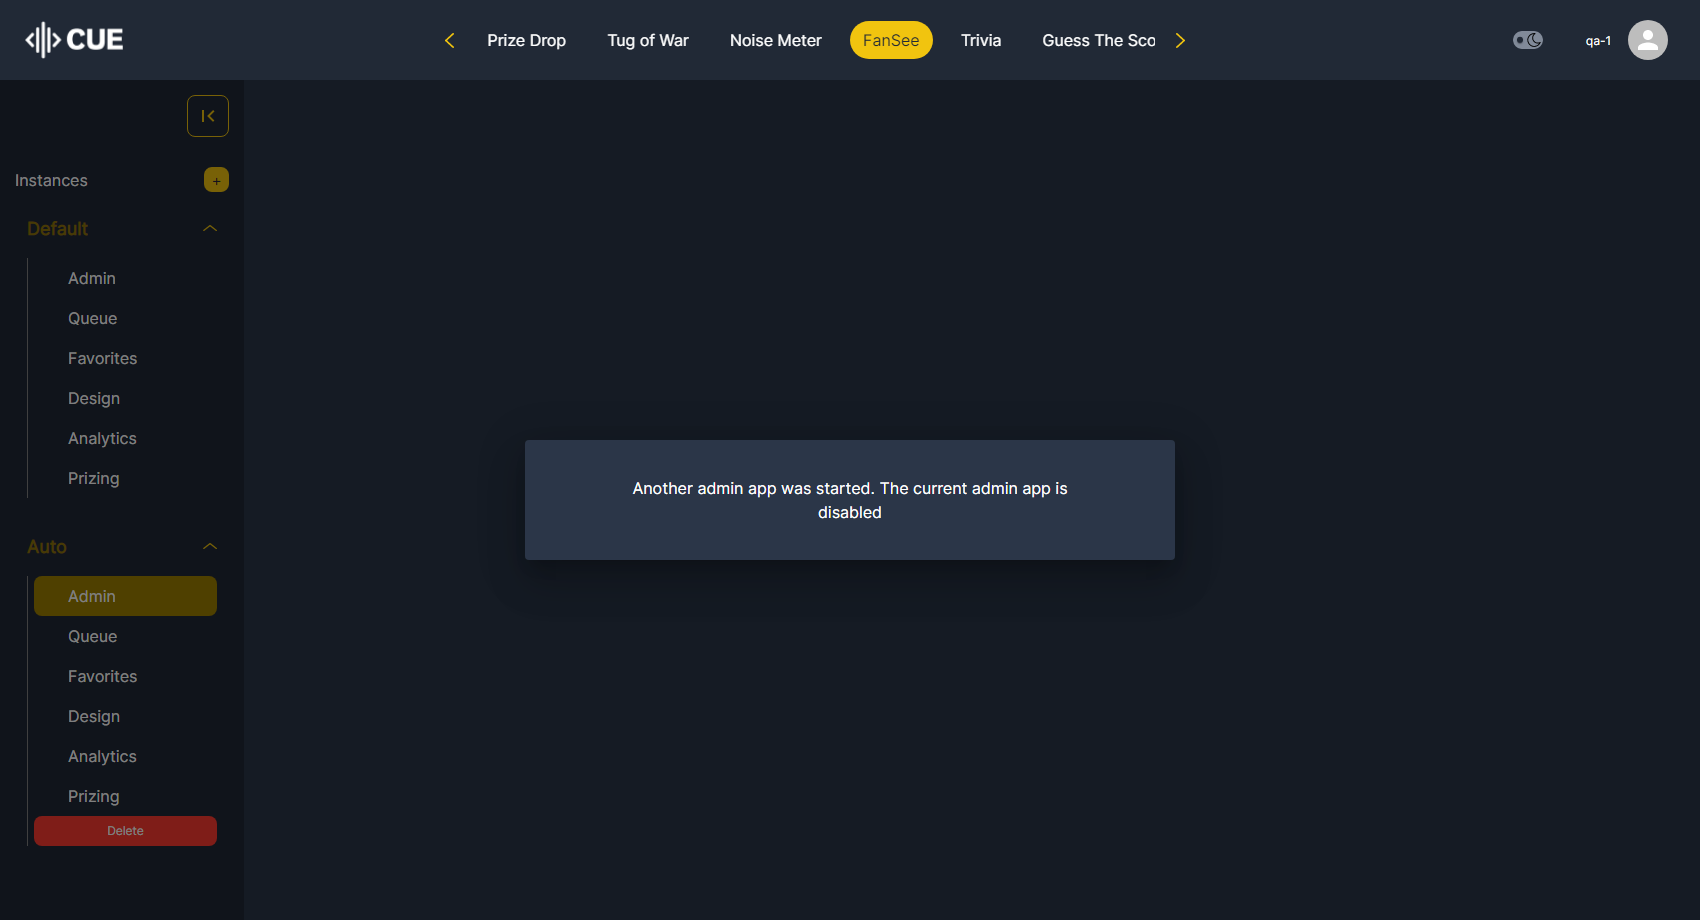 CUE
Prize Drop
Tug of War
Noise Meter
FanSee
Trivia
Guess The Sco
qa-1
Instances
+
Default
Admin
Queue
Favorites
Design
Analytics
Prizing
Auto
Admin
Queue
Favorites
Design
Analytics
Prizing
Delete
Another admin app was started. The current admin app is
disabled